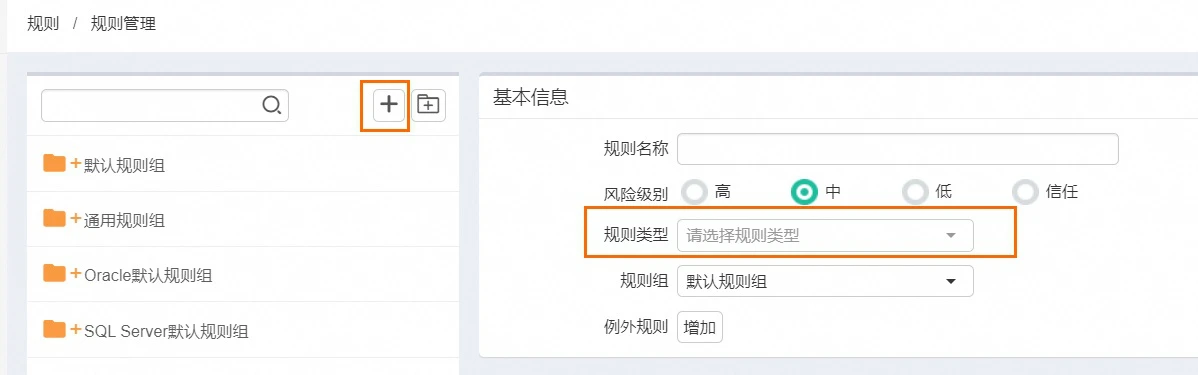 规则 / 规则管理
+默认规则组
+通用规则组
+Oracle默认规则组
+SQL Server默认规则组
基本信息
规则名称
风险级别 高 中 低 信任
规则类型 请选择规则类型
规则组 默认规则组
例外规则 增加